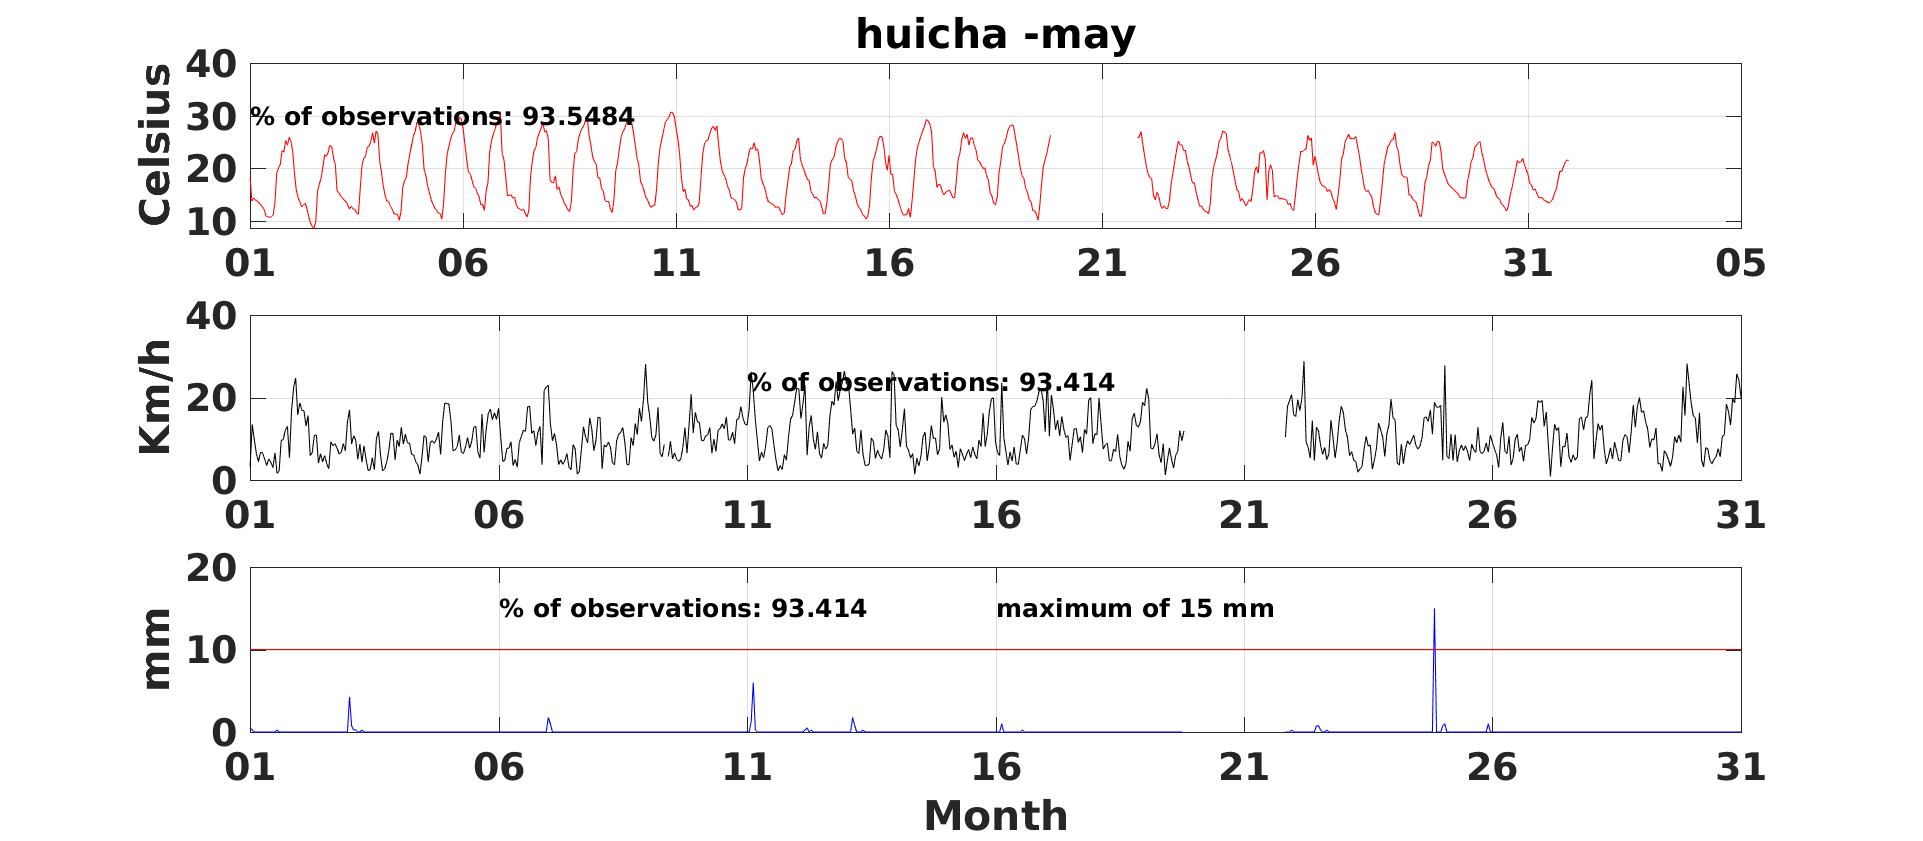 huicha -may
Celsius
40
30
20
10
% of observations: 93.5484
01 06 11 16 21 26 31 05
Km/h
40
20
0
% of observations: 93.414
01 06 11 16 21 26 31
mm
20
10
0
% of observations: 93.414 maximum of 15 mm
01 06 11 16 21 26 31
Month